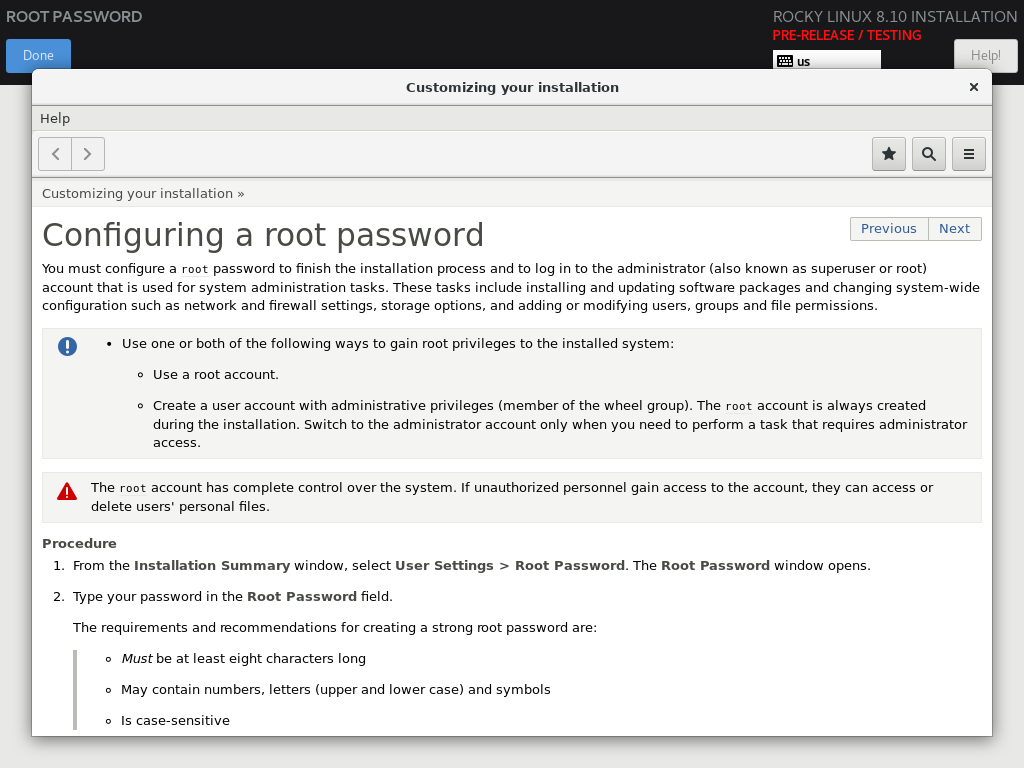 ROOT PASSWORD
ROCKY LINUX 8.10 INSTALLATION
PRE-RELEASE / TESTING
Done
us
Help!
Customizing your installation
Help
Customizing your installation »
Configuring a root password
Previous
Next
You must configure a root password to finish the installation process and to log in to the administrator (also known as superuser or root)
account that is used for system administration tasks. These tasks include installing and updating software packages and changing system-wide
configuration such as network and firewall settings, storage options, and adding or modifying users, groups and file permissions.
• Use one or both of the following ways to gain root privileges to the installed system:
◦ Use a root account.
◦ Create a user account with administrative privileges (member of the wheel group). The root account is always created
during the installation. Switch to the administrator account only when you need to perform a task that requires administrator
access.
The root account has complete control over the system. If unauthorized personnel gain access to the account, they can access or
delete users' personal files.
Procedure
1. From the Installation Summary window, select User Settings > Root Password. The Root Password window opens.
2. Type your password in the Root Password field.
The requirements and recommendations for creating a strong root password are:
◦ Must be at least eight characters long
◦ May contain numbers, letters (upper and lower case) and symbols
◦ Is case-sensitive